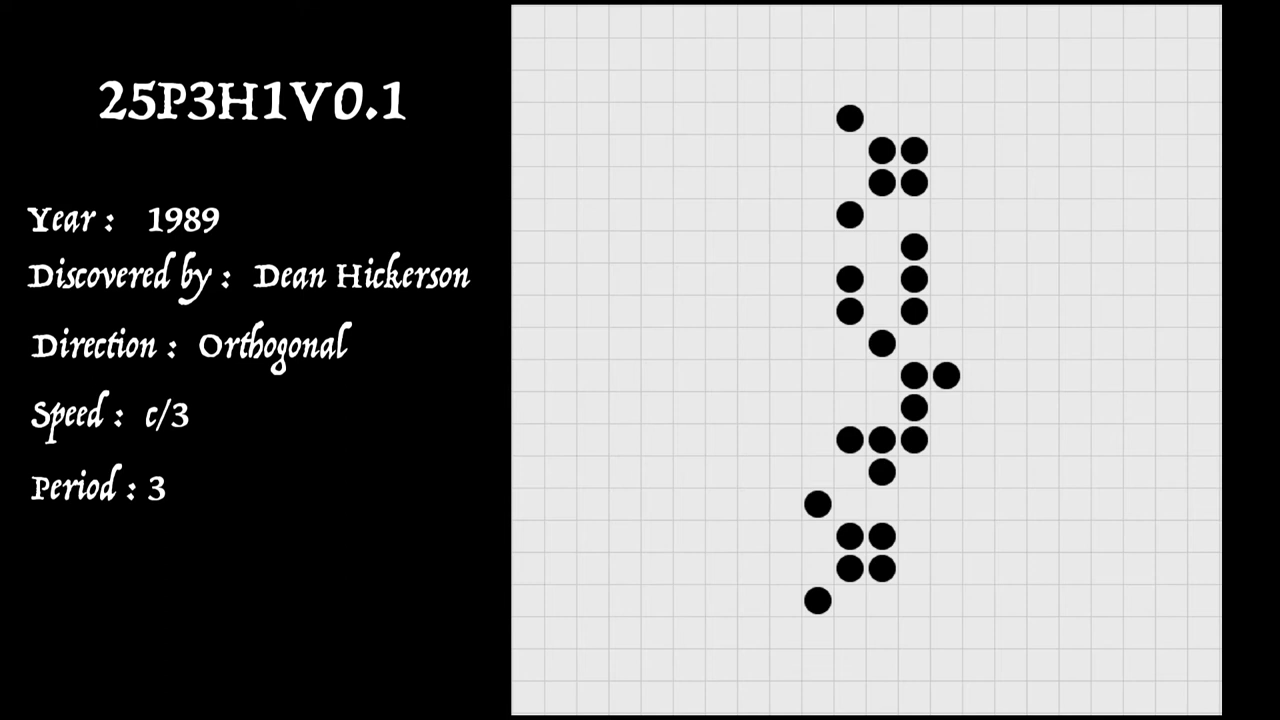 25P3H1V0.1
Year : 1989
Discovered by : Dean Hickerson
Direction : Orthogonal
Speed : c/3
Period : 3